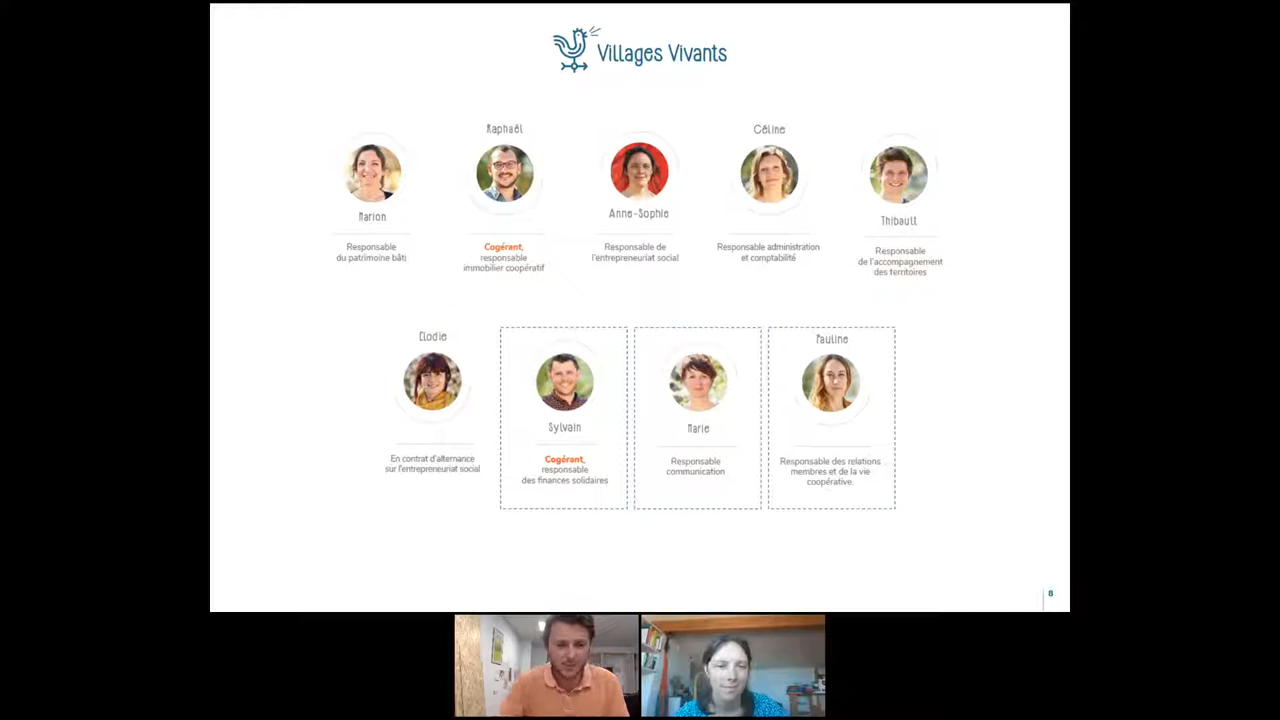 Villages Vivants
Raphaël
Céline
Marion
Anne-Sophie
Thibault
Responsable
du patrimoine bâti
Cogérant,
responsable
immobilier coopératif
Responsable de
l'entrepreneuriat social
Responsable administration
et comptabilité
Responsable
de l'accompagnement
des territoires
Elodie
Pauline
Sylvain
Marie
En contrat d'alternance
sur l'entrepreneuriat social
Cogérant,
responsable
des finances solidaires
Responsable
communication
Responsable des relations
membres et de la vie
coopérative.
8